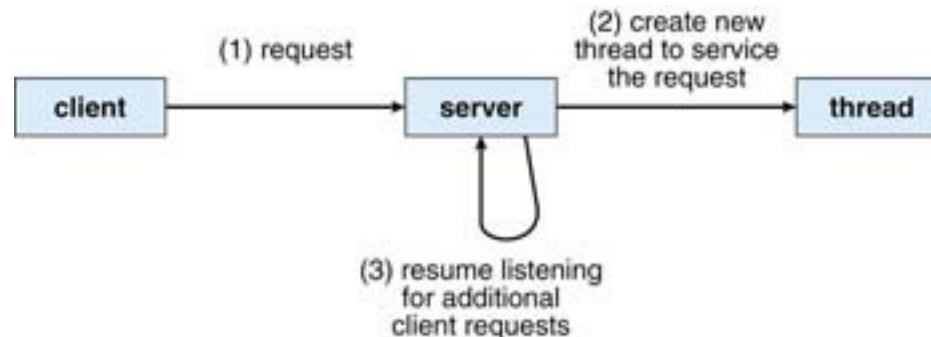 (1) request
(2) create new
thread to service
the request
client
server
thread
(3) resume listening
for additional
client requests